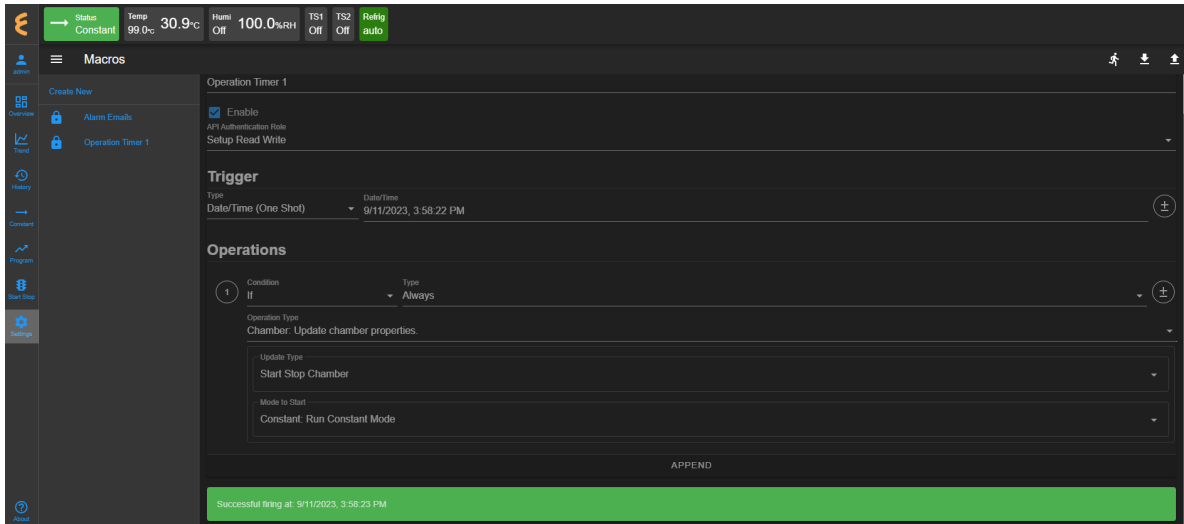 Status
Constant
Temp
99.0°c
30.9°c
Humi
Off
100.0%RH
TS1
Off
TS2
Off
Refrig
auto
admin
Macros
Overview
Trend
History
Constant
Program
Start Stop
Settings
About
Create New
Alarm Emails
Operation Timer 1
Operation Timer 1
Enable
API Authentication Role
Setup Read Write
Trigger
Type
Date/Time (One Shot)
Date/Time
9/11/2023, 3:58:22 PM
Operations
1
Condition
If
Type
Always
Operation Type
Chamber: Update chamber properties.
Update Type
Start Stop Chamber
Mode to Start
Constant: Run Constant Mode
APPEND
Successful firing at: 9/11/2023, 3:58:23 PM